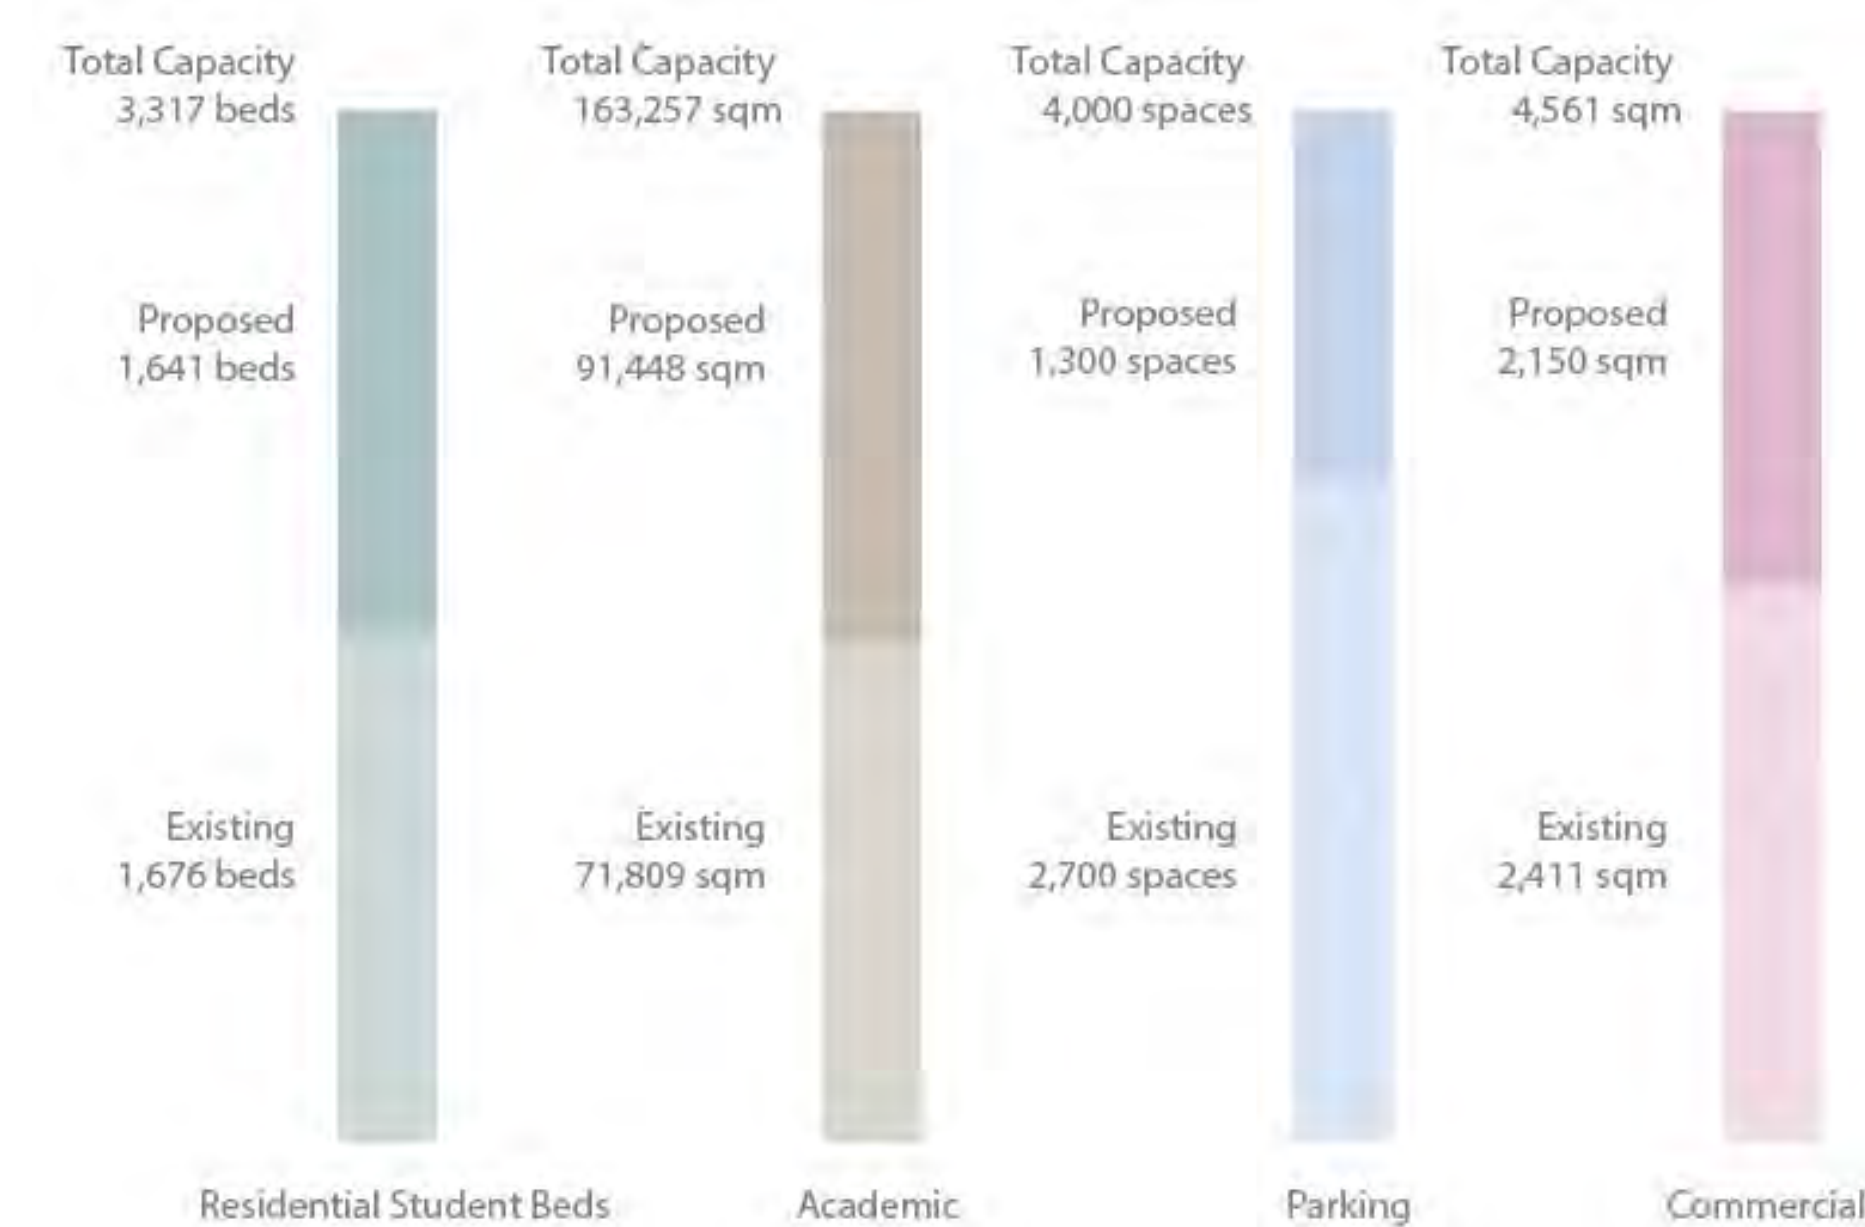 Total Capacity
3,317 beds
Proposed
1,641 beds
Existing
1,676 beds
Residential Student Beds
Total Capacity
163,257 sqm
Proposed
91,448 sqm
Existing
71,809 sqm
Academic
Total Capacity
4,000 spaces
Proposed
1,300 spaces
Existing
2,700 spaces
Parking
Total Capacity
4,561 sqm
Proposed
2,150 sqm
Existing
2,411 sqm
Commercial